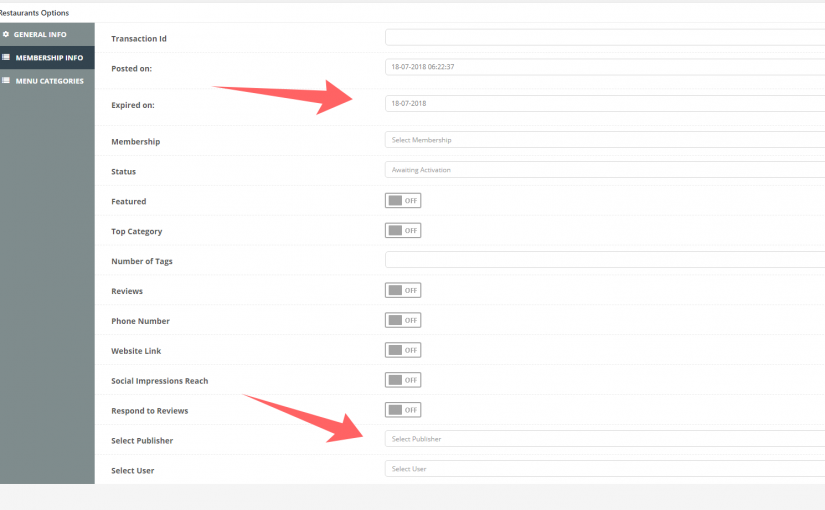 Restaurants Options
GENERAL INFO
MEMBERSHIP INFO
MENU CATEGORIES
Transaction Id
Posted on: 18-07-2018 06:22:37
Expired on: 18-07-2018
Membership Select Membership
Status Awaiting Activation
Featured OFF
Top Category OFF
Number of Tags
Reviews OFF
Phone Number OFF
Website Link OFF
Social Impressions Reach OFF
Respond to Reviews OFF
Select Publisher Select Publisher
Select User Select User